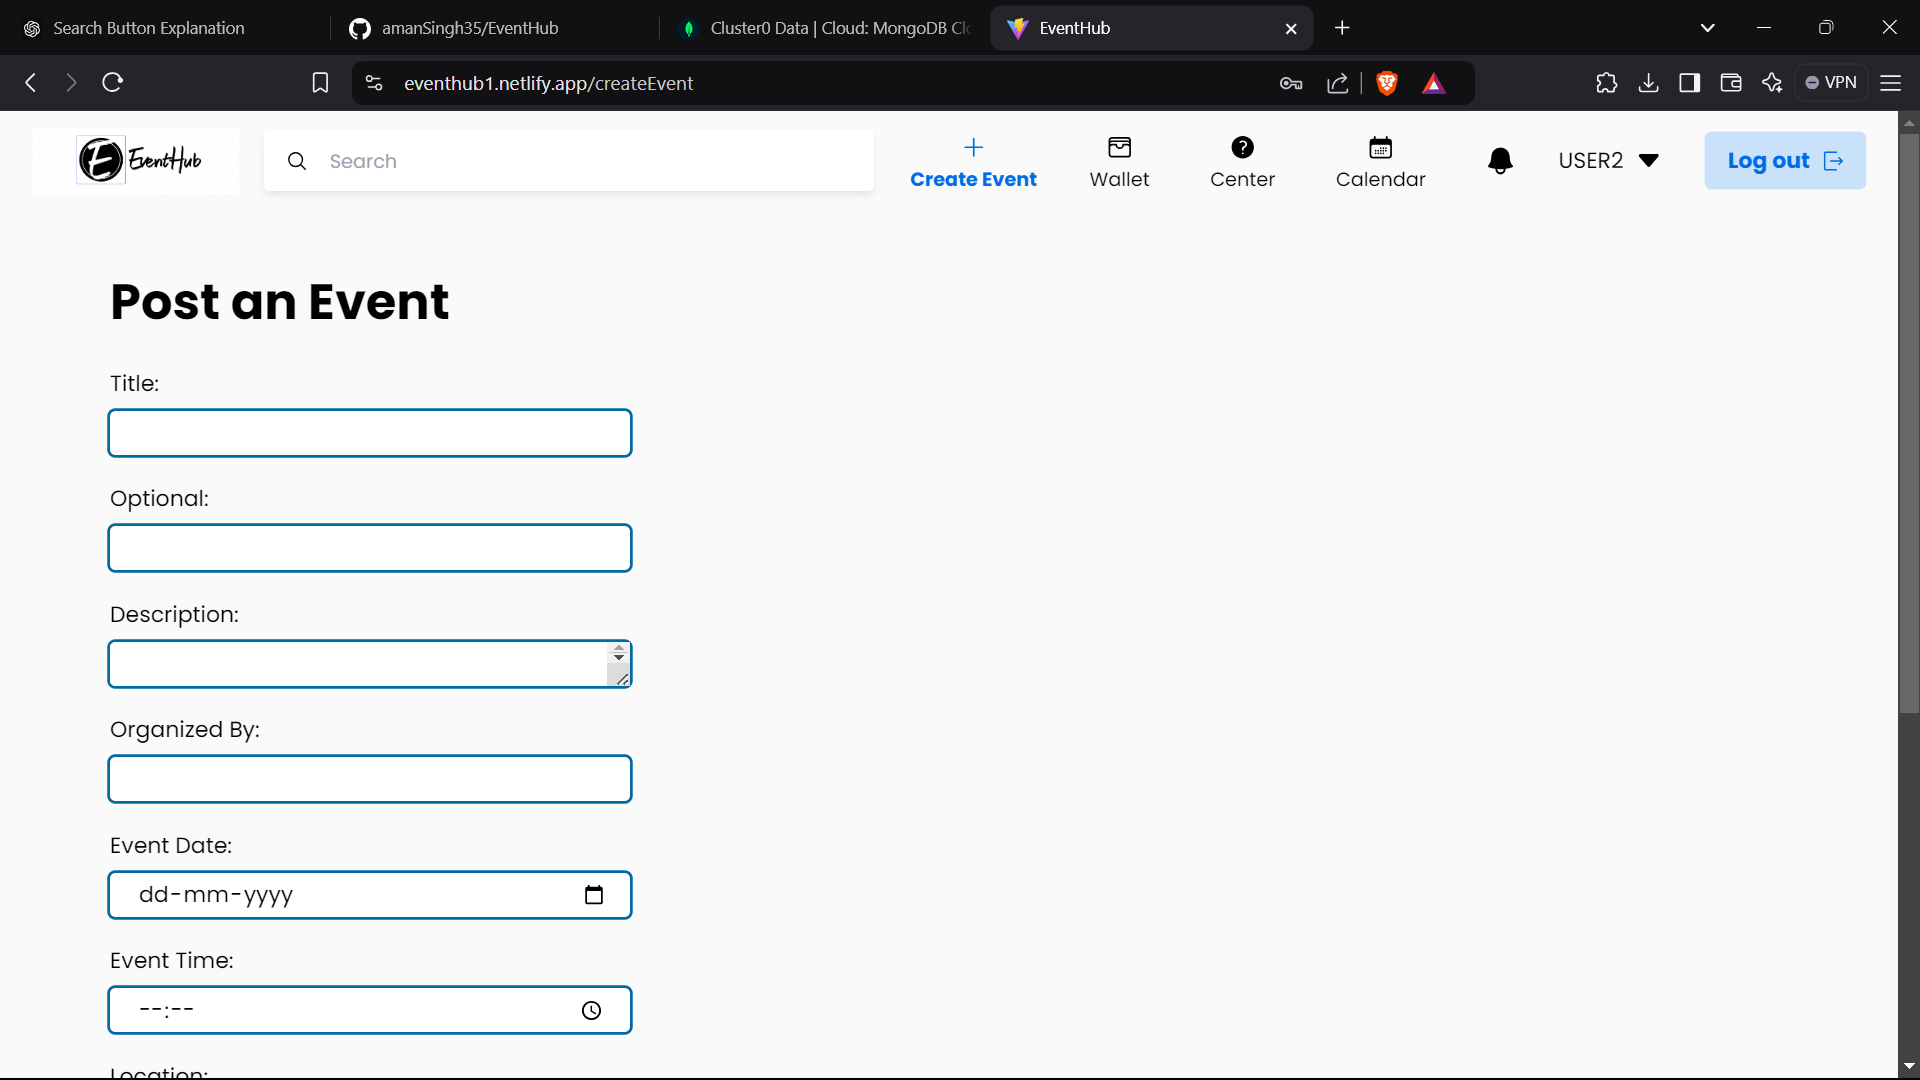 Search Button Explanation
amanSingh35/EventHub
Cluster0 Data | Cloud: MongoDB Clo
EventHub
eventhub1.netlify.app/createEvent
VPN
E EventHub
Search
Create Event
Wallet
Center
Calendar
USER2
Log out
Post an Event
Title:
Optional:
Description:
Organized By:
Event Date:
dd-mm-yyyy
Event Time:
--:--
Location: